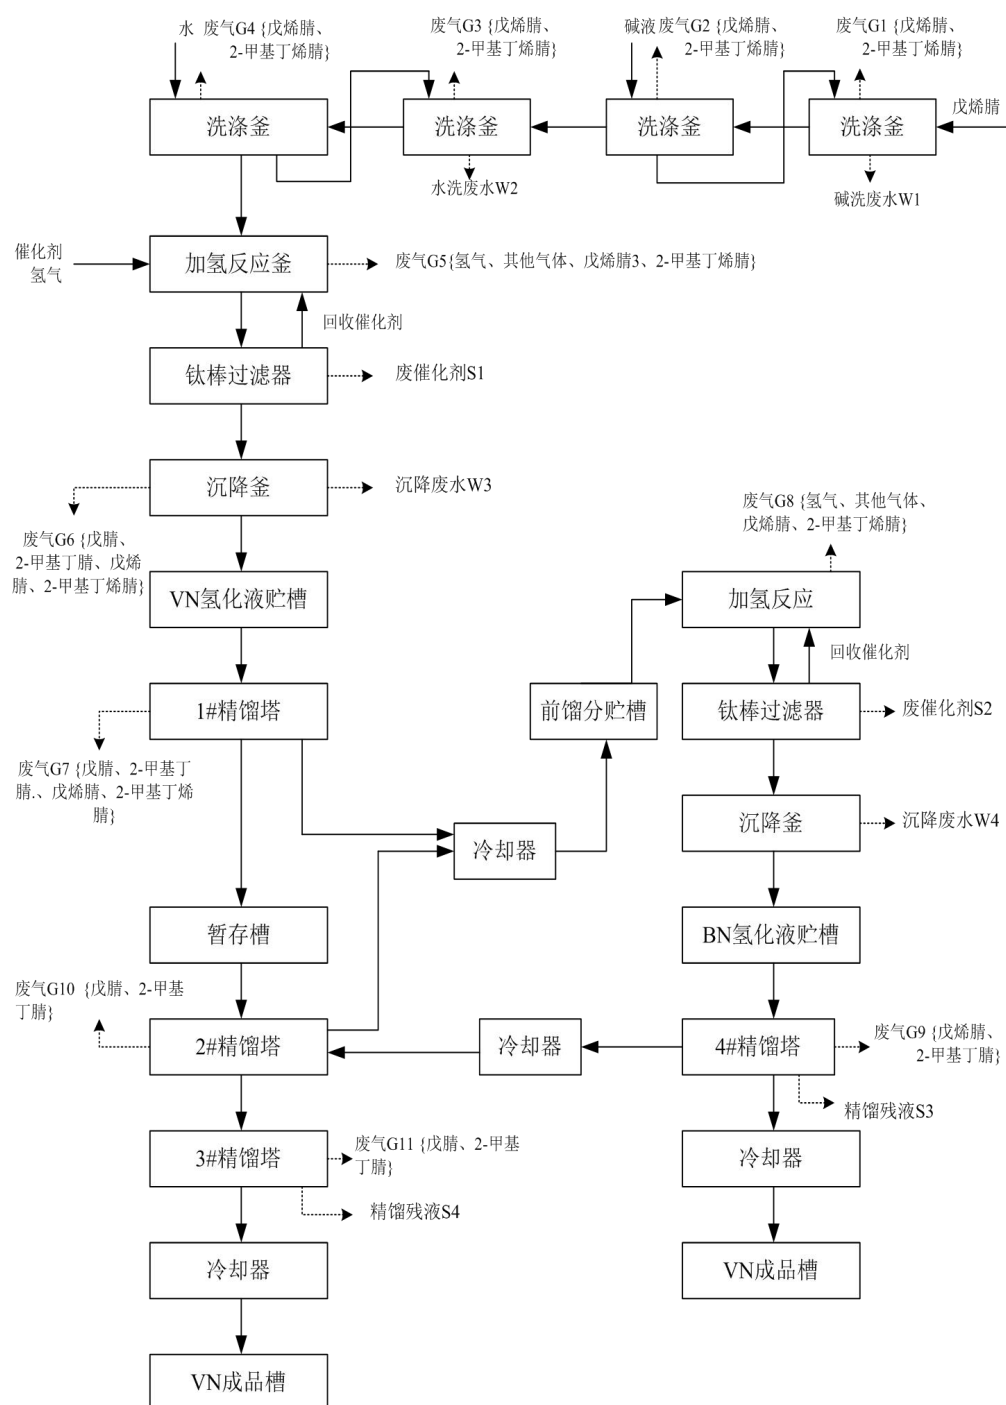 水 废气G4 {戊烯腈、
2-甲基丁烯腈}
废气G3 {戊烯腈、
2-甲基丁烯腈}
碱液 废气G2 {戊烯腈、
2-甲基丁烯腈}
废气G1 {戊烯腈、
2-甲基丁烯腈}
洗涤釜
洗涤釜
洗涤釜
洗涤釜
戊烯腈
水洗废水W2
碱洗废水W1
催化剂
氢气
加氢反应釜
废气G5{氢气、其他气体、戊烯腈3、2-甲基丁烯腈}
回收催化剂
钛棒过滤器
废催化剂S1
沉降釜
沉降废水W3
废气G6 {戊腈、
2-甲基丁腈、戊烯
腈、2-甲基丁烯腈}
废气G8 {氢气、其他气体、
戊烯腈、2-甲基丁烯腈}
VN氢化液贮槽
加氢反应
回收催化剂
1#精馏塔
前馏分贮槽
钛棒过滤器
废催化剂S2
废气G7 {戊腈、2-甲基丁
腈.、戊烯腈、2-甲基丁烯
腈}
冷却器
沉降釜
沉降废水W4
暂存槽
BN氢化液贮槽
废气G10 {戊腈、2-甲基
丁腈}
2#精馏塔
冷却器
4#精馏塔
废气G9 {戊烯腈、
2-甲基丁腈}
精馏残液S3
3#精馏塔
废气G11 {戊腈、2-甲基
丁腈}
冷却器
精馏残液S4
冷却器
VN成品槽
VN成品槽